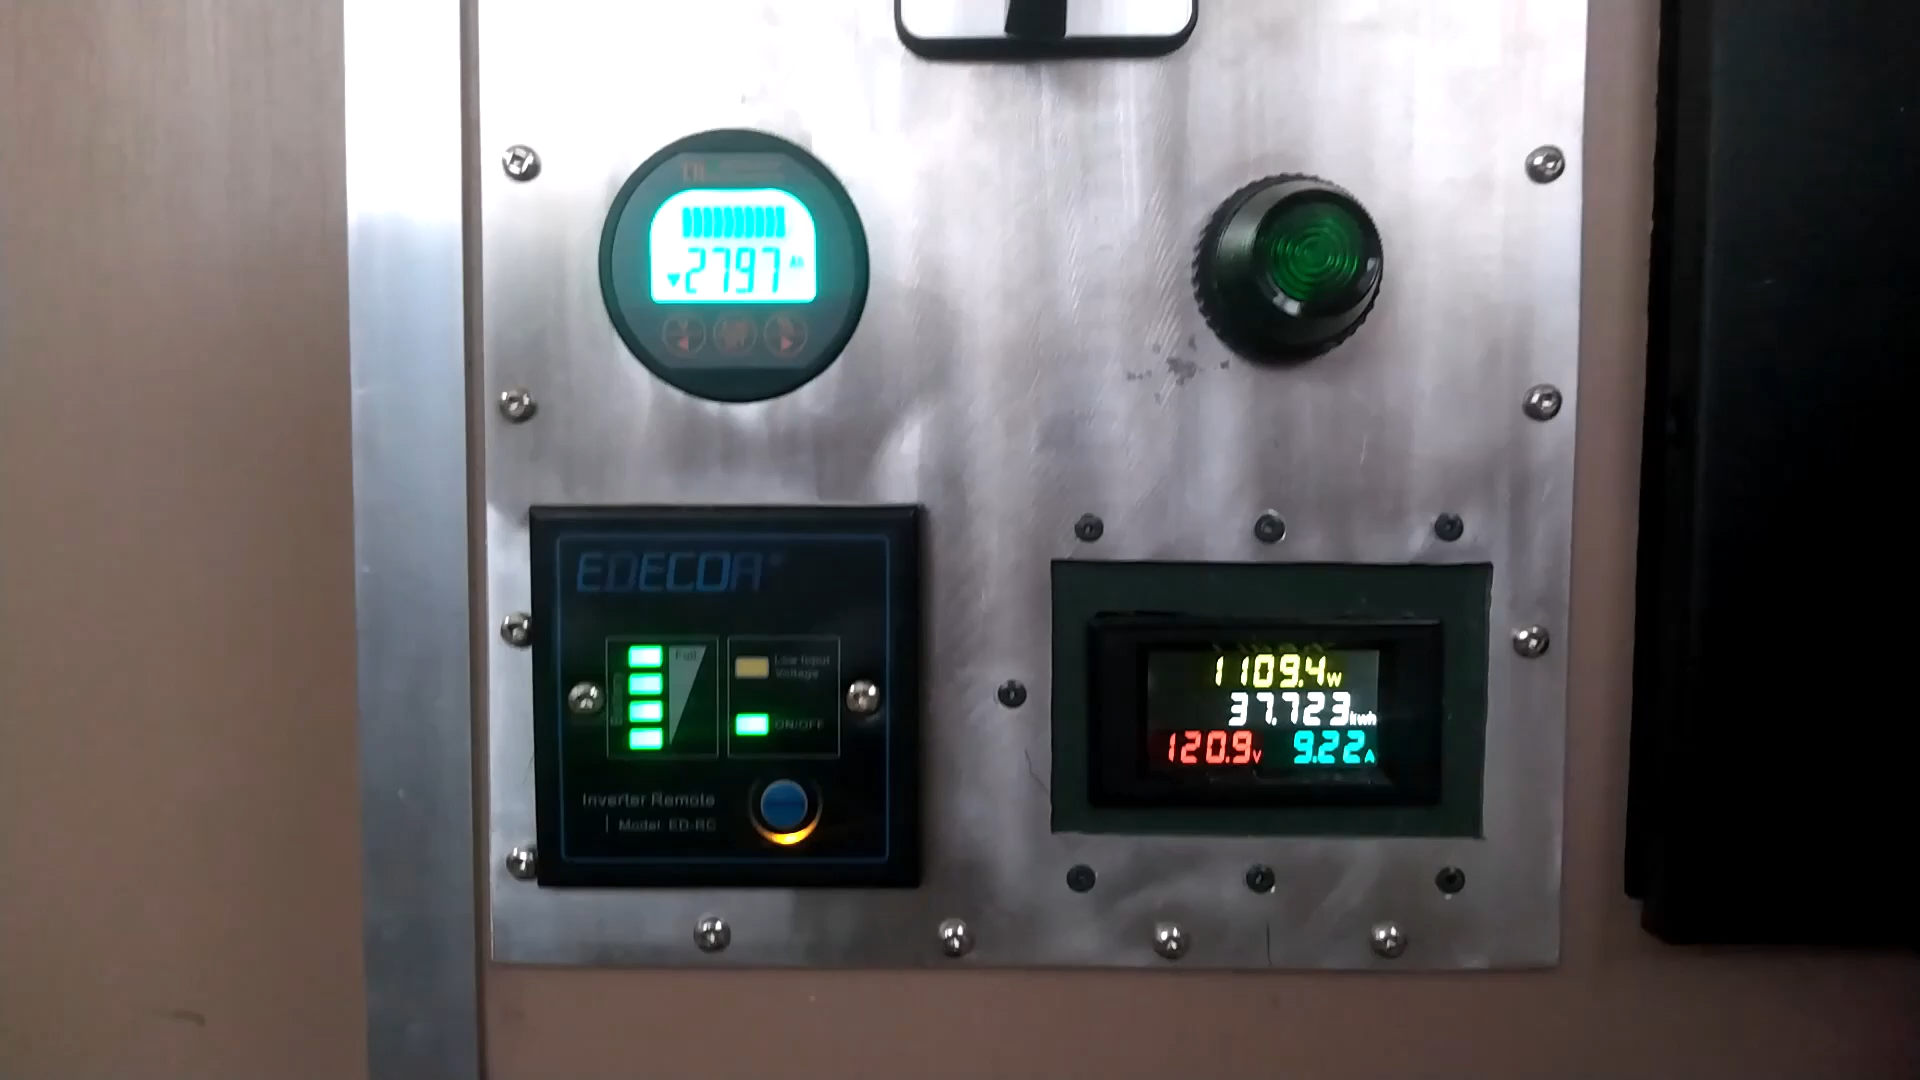 2797 Ah
EDECOA
Full
Low Input
Voltage
ON/OFF
Inverter Remote
Model: ED-RC
1109.4W
37.723kwh
120.9V 9.22A